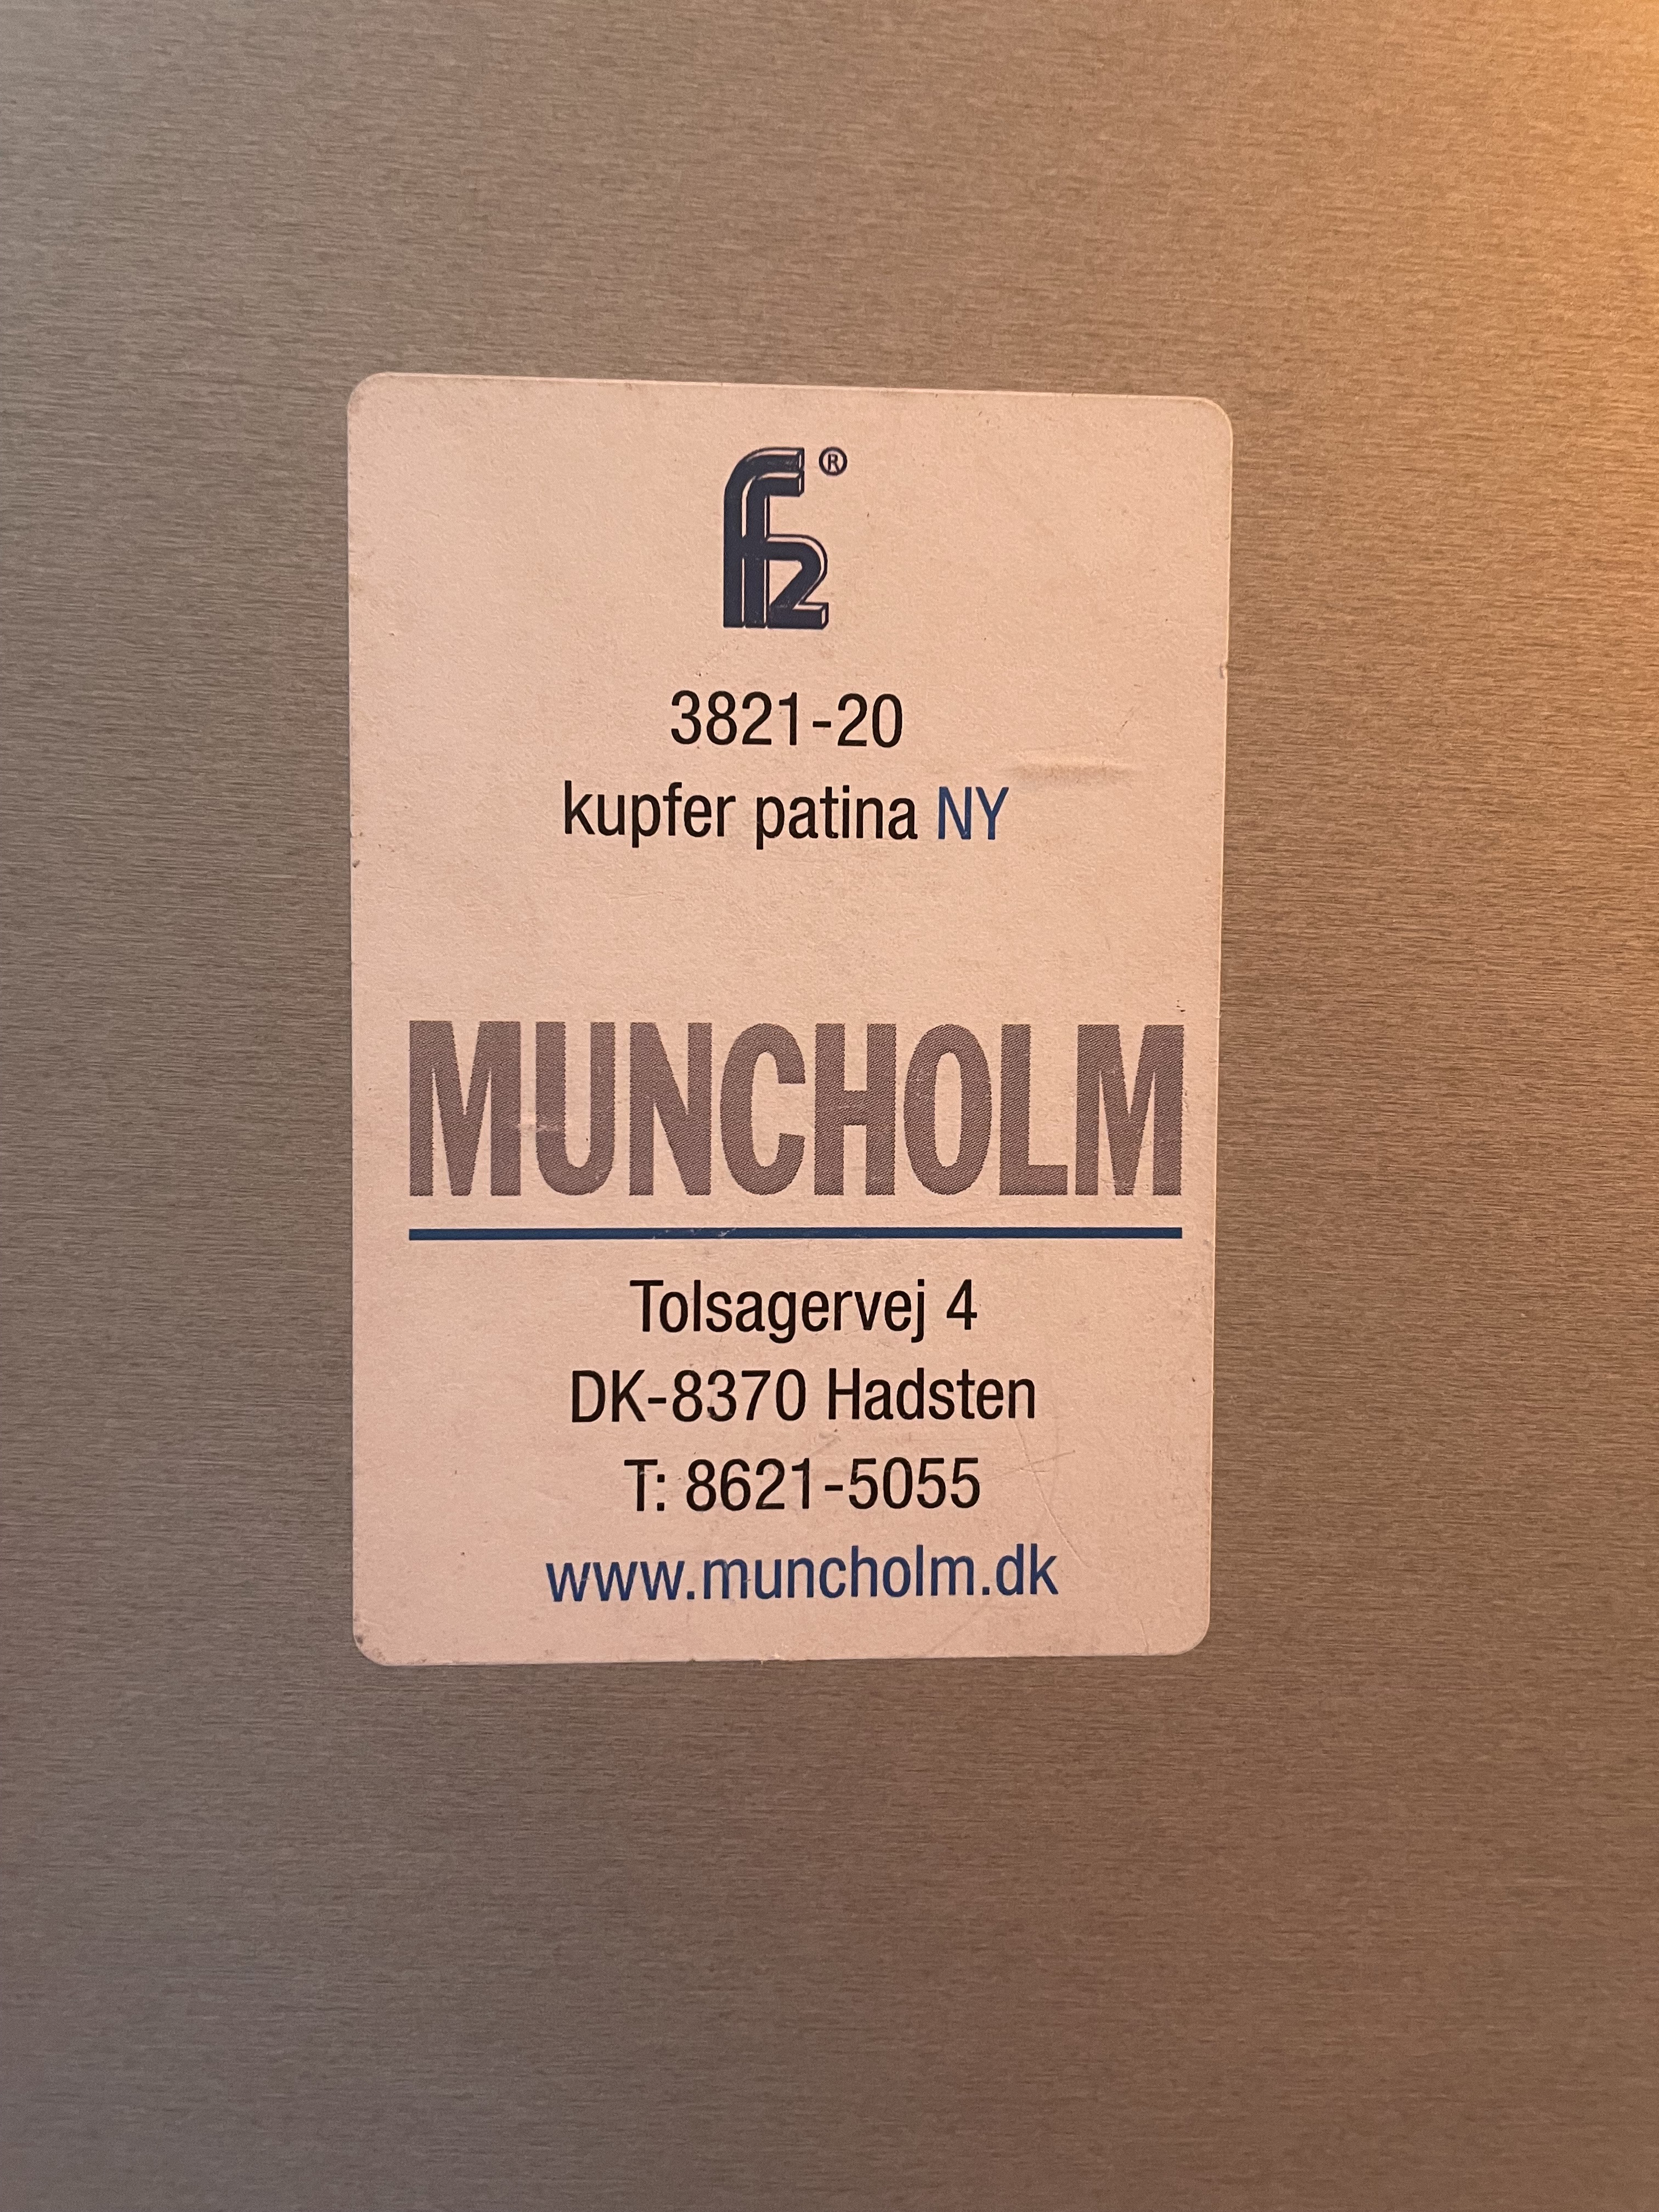 ®
3821-20
kupfer patina NY
MUNCHOLM
Tolsagervej 4
DK-8370 Hadsten
T: 8621-5055
www.muncholm.dk